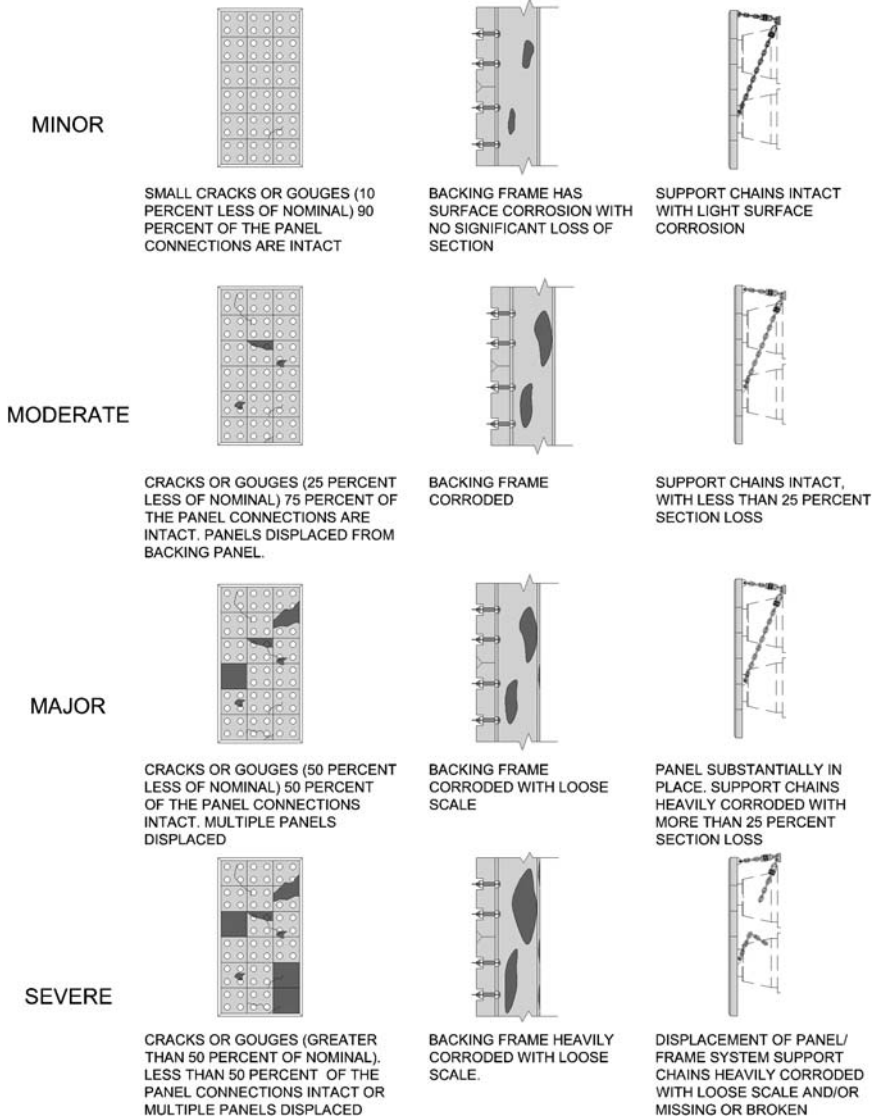 MINOR
SMALL CRACKS OR GOUGES (10
PERCENT LESS OF NOMINAL) 90
PERCENT OF THE PANEL
CONNECTIONS ARE INTACT
BACKING FRAME HAS
SURFACE CORROSION WITH
NO SIGNIFICANT LOSS OF
SECTION
SUPPORT CHAINS INTACT
WITH LIGHT SURFACE
CORROSION
MODERATE
CRACKS OR GOUGES (25 PERCENT
LESS OF NOMINAL) 75 PERCENT OF
THE PANEL CONNECTIONS ARE
INTACT. PANELS DISPLACED FROM
BACKING PANEL.
BACKING FRAME
CORRODED
SUPPORT CHAINS INTACT,
WITH LESS THAN 25 PERCENT
SECTION LOSS
MAJOR
CRACKS OR GOUGES (50 PERCENT
LESS OF NOMINAL) 50 PERCENT
OF THE PANEL CONNECTIONS
INTACT. MULTIPLE PANELS
DISPLACED
BACKING FRAME
CORRODED WITH LOOSE
SCALE
PANEL SUBSTANTIALLY IN
PLACE. SUPPORT CHAINS
HEAVILY CORRODED WITH
MORE THAN 25 PERCENT
SECTION LOSS
SEVERE
CRACKS OR GOUGES (GREATER
THAN 50 PERCENT OF NOMINAL).
LESS THAN 50 PERCENT OF THE
PANEL CONNECTIONS INTACT OR
MULTIPLE PANELS DISPLACED
BACKING FRAME HEAVILY
CORRODED WITH LOOSE
SCALE.
DISPLACEMENT OF PANEL/
FRAME SYSTEM SUPPORT
CHAINS HEAVILY CORRODED
WITH LOOSE SCALE AND/OR
MISSING OR BROKEN